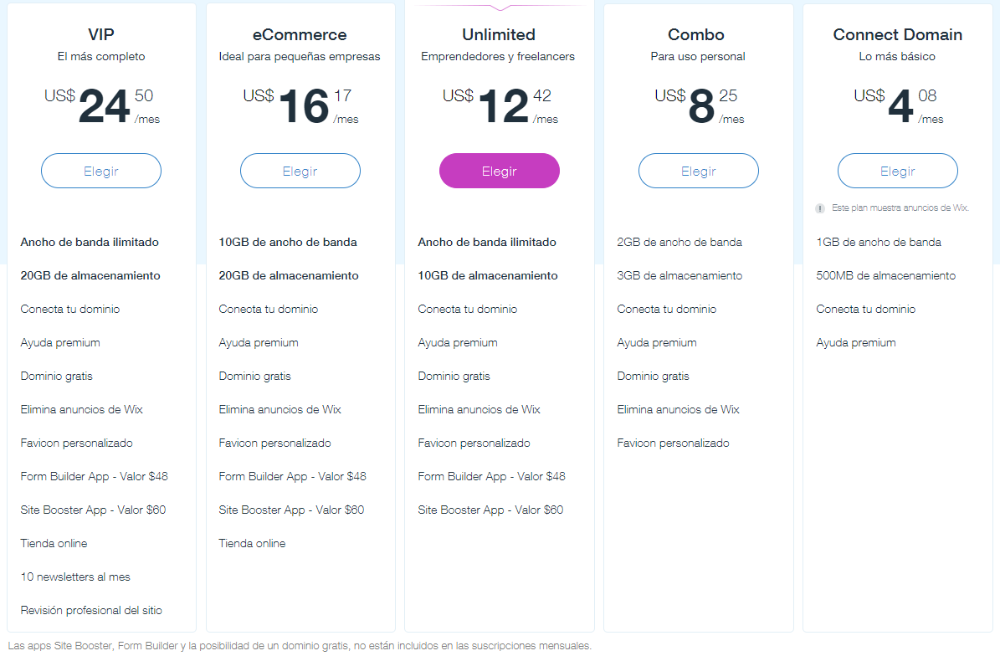 VIP
El más completo
US$ 24 50 /mes
Elegir
Ancho de banda ilimitado
20GB de almacenamiento
Conecta tu dominio
Ayuda premium
Dominio gratis
Elimina anuncios de Wix
Favicon personalizado
Form Builder App - Valor $48
Site Booster App - Valor $60
Tienda online
10 newsletters al mes
Revisión profesional del sitio
eCommerce
Ideal para pequeñas empresas
US$ 16 17 /mes
Elegir
10GB de ancho de banda
20GB de almacenamiento
Conecta tu dominio
Ayuda premium
Dominio gratis
Elimina anuncios de Wix
Favicon personalizado
Form Builder App - Valor $48
Site Booster App - Valor $60
Tienda online
Unlimited
Emprendedores y freelancers
US$ 12 42 /mes
Elegir
Ancho de banda ilimitado
10GB de almacenamiento
Conecta tu dominio
Ayuda premium
Dominio gratis
Elimina anuncios de Wix
Favicon personalizado
Form Builder App - Valor $48
Site Booster App - Valor $60
Combo
Para uso personal
US$ 8 25 /mes
Elegir
2GB de ancho de banda
3GB de almacenamiento
Conecta tu dominio
Ayuda premium
Dominio gratis
Elimina anuncios de Wix
Favicon personalizado
Connect Domain
Lo más básico
US$ 4 08 /mes
Elegir
! Este plan muestra anuncios de Wix.
1GB de ancho de banda
500MB de almacenamiento
Conecta tu dominio
Ayuda premium
Las apps Site Booster, Form Builder y la posibilidad de un dominio gratis, no están incluidos en las suscripciones mensuales.